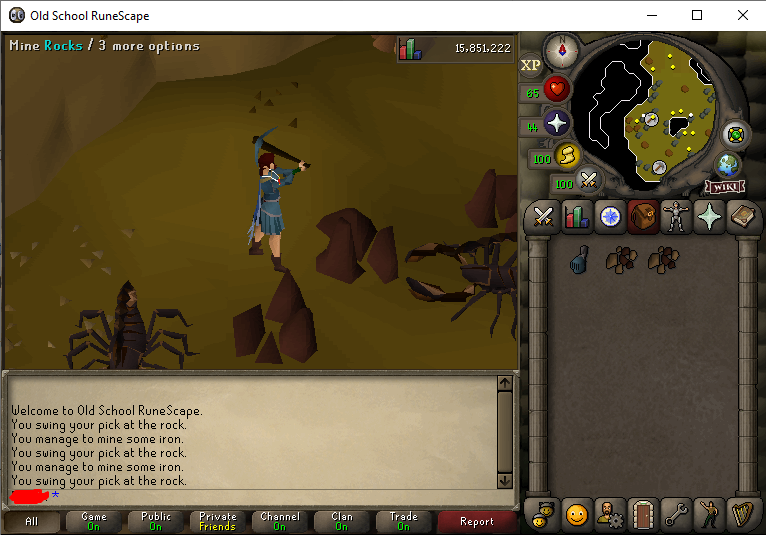 Old School RuneScape
Mine Rocks / 3 more options
15,851,222
XP
N
65
44
100
100
WIKI
Welcome to Old School RuneScape.
You swing your pick at the rock.
You manage to mine some iron.
You swing your pick at the rock.
You manage to mine some iron.
You swing your pick at the rock.
*
All
Game
On
Public
On
Private
Friends
Channel
On
Clan
On
Trade
On
Report